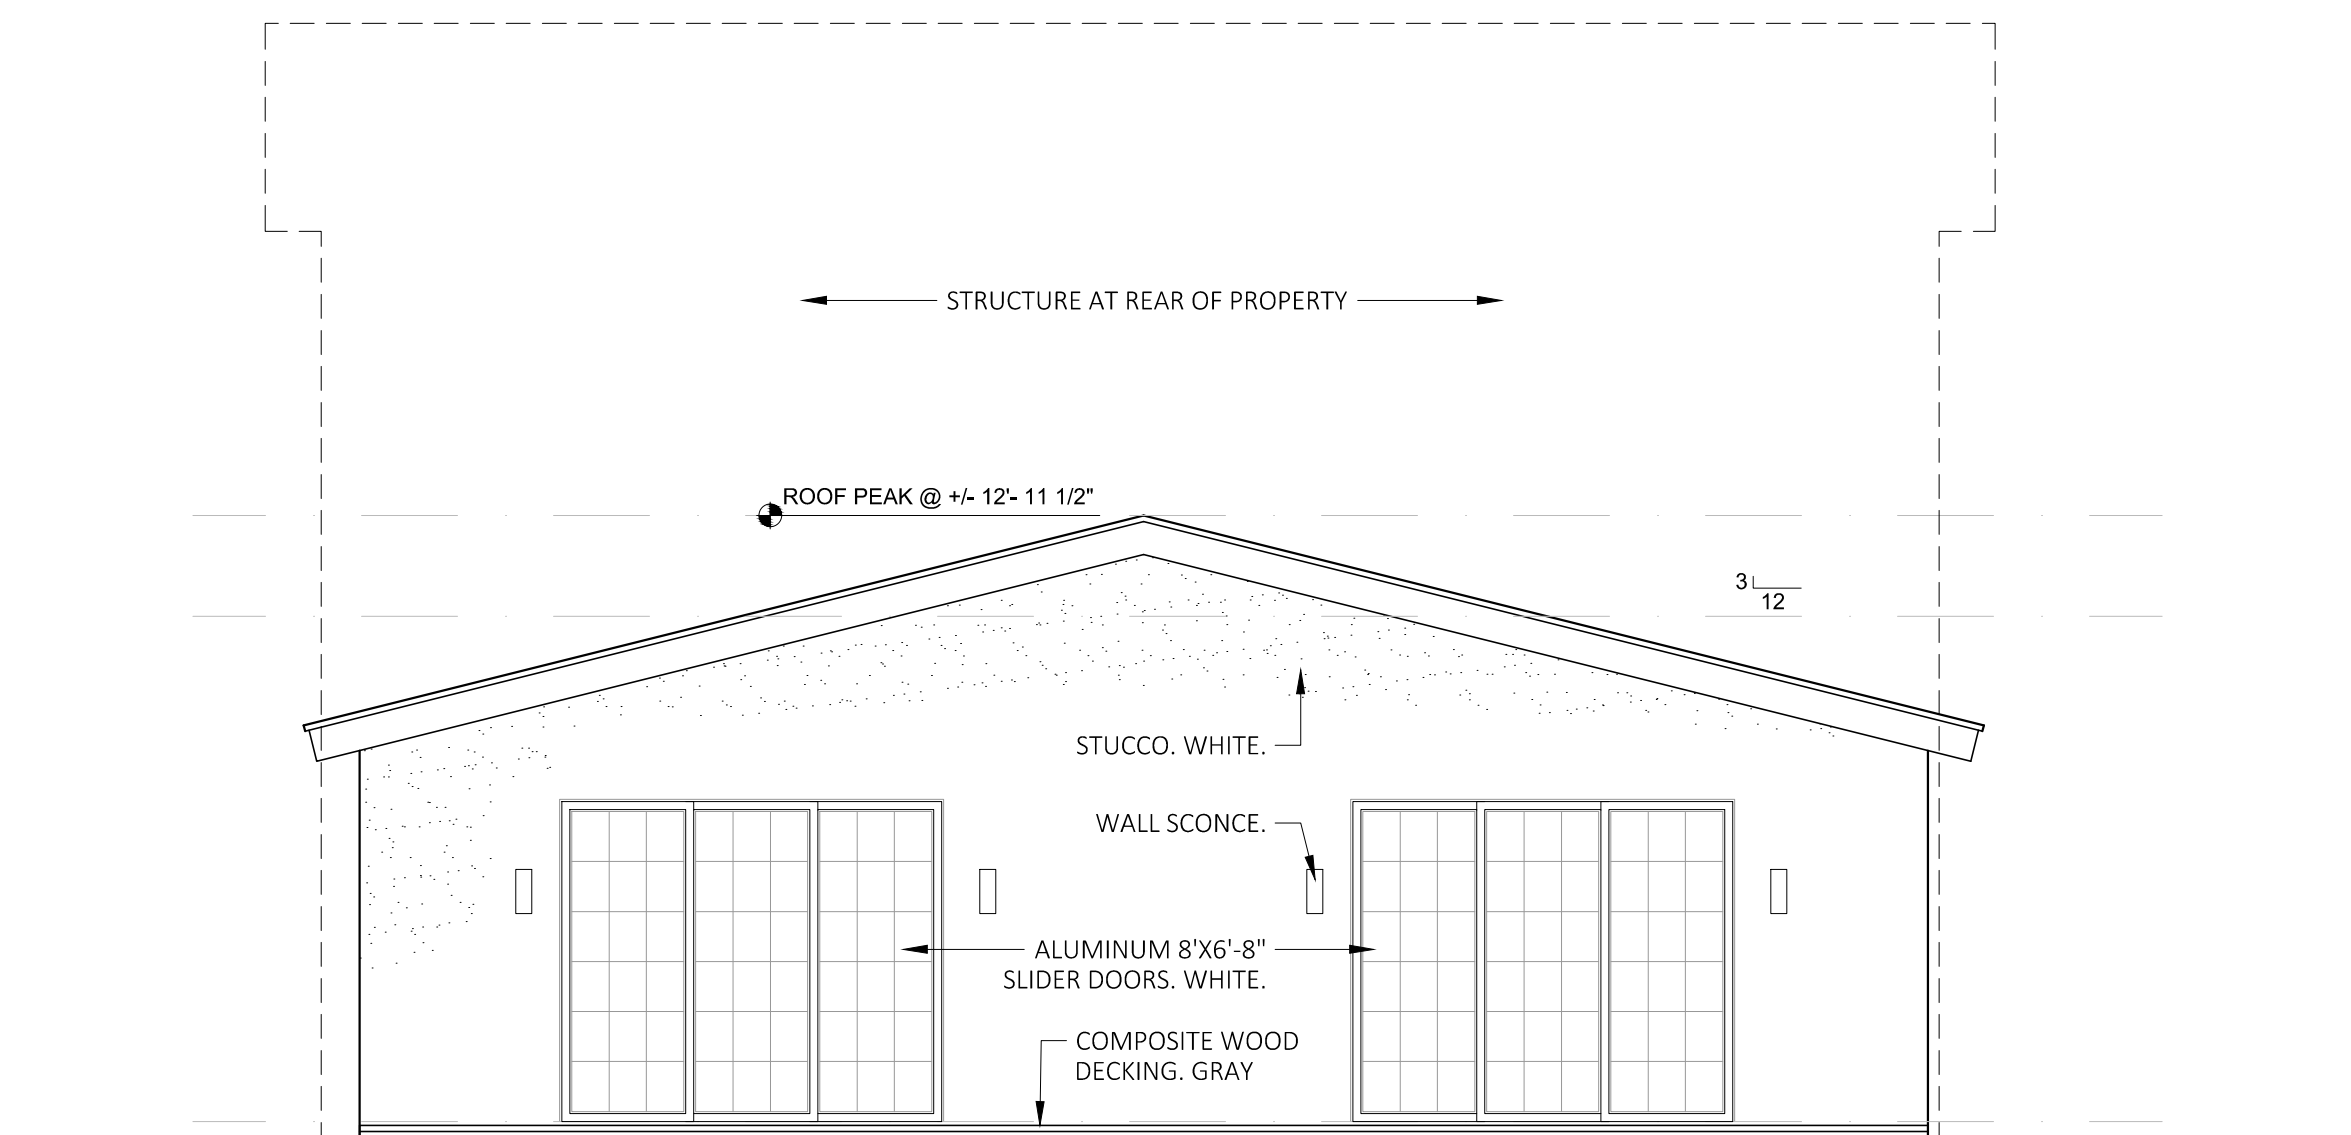 STRUCTURE AT REAR OF PROPERTY
ROOF PEAK @ +/- 12'- 11 1/2"
3
12
STUCCO. WHITE.
WALL SCONCE.
ALUMINUM 8'X6'-8"
SLIDER DOORS. WHITE.
COMPOSITE WOOD
DECKING. GRAY